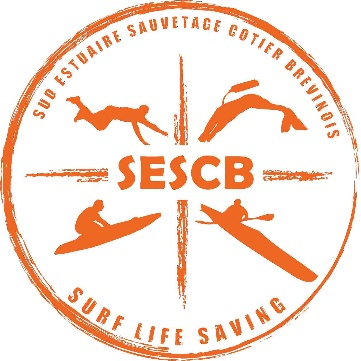 SUD ESTUAIRE SAUVETAGE COTIER BREVINOIS
SESCB
SURF LIFE SAVING